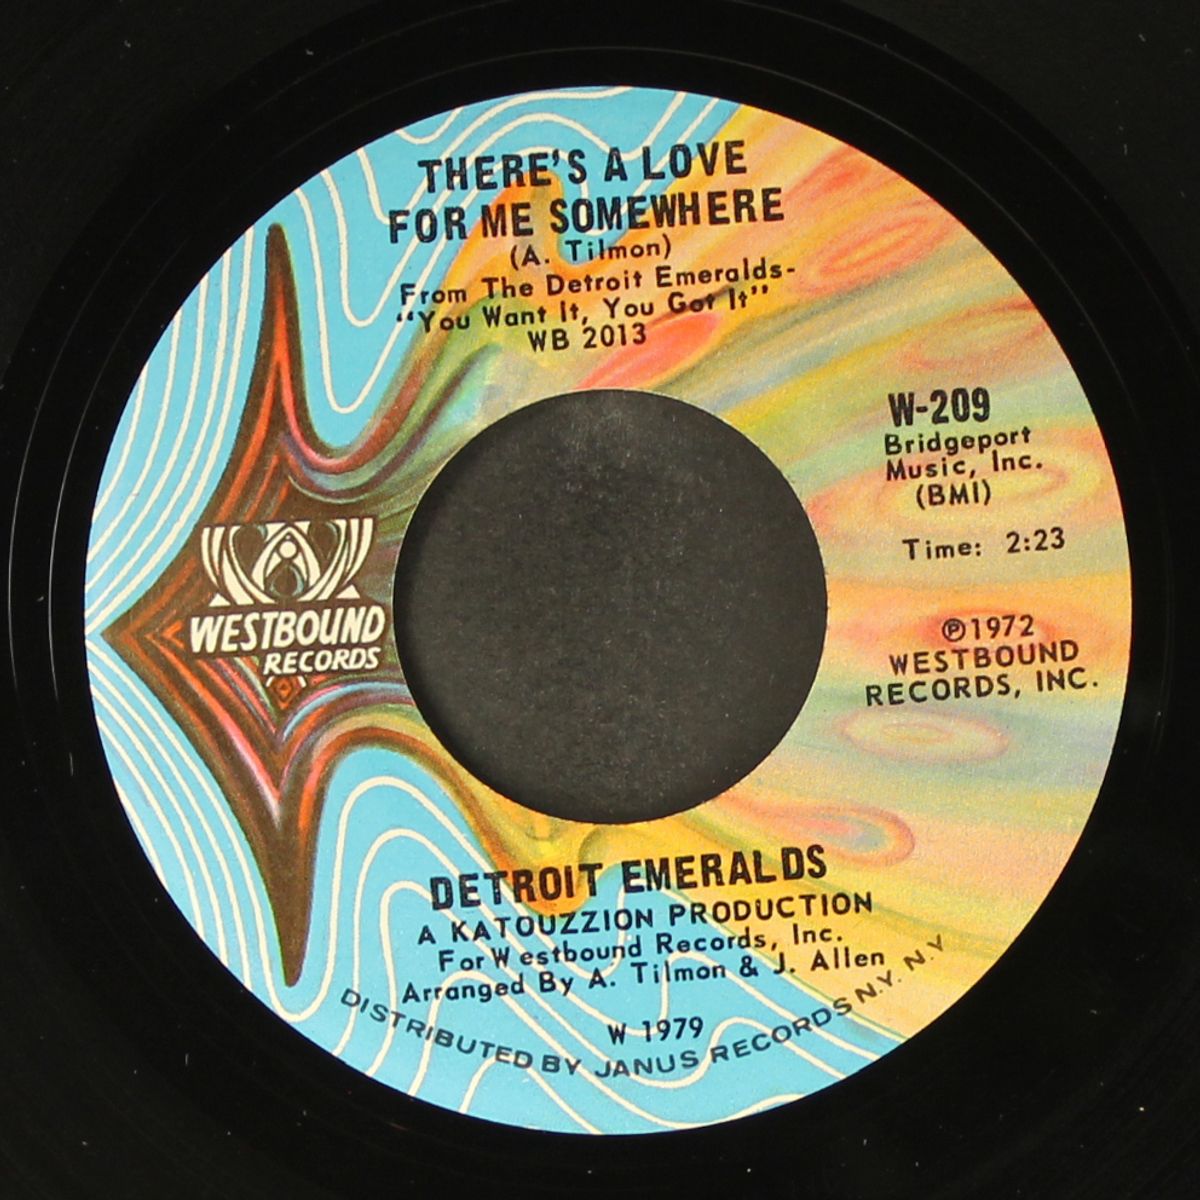 THERE'S A LOVE
FOR ME SOMEWHERE
(A. Tilmon)
From The Detroit Emeralds-
"You Want It, You Got It"
WB 2013
W-209
Bridgeport
Music, Inc.
(BMI)
Time: 2:23
WESTBOUND
RECORDS
℗1972
WESTBOUND
RECORDS, INC.
DETROIT EMERALDS
A KATOUZZION PRODUCTION
For Westbound Records, Inc.
Arranged By A. Tilmon & J. Allen
W 1979
DISTRIBUTED BY JANUS RECORDS N.Y. N.Y